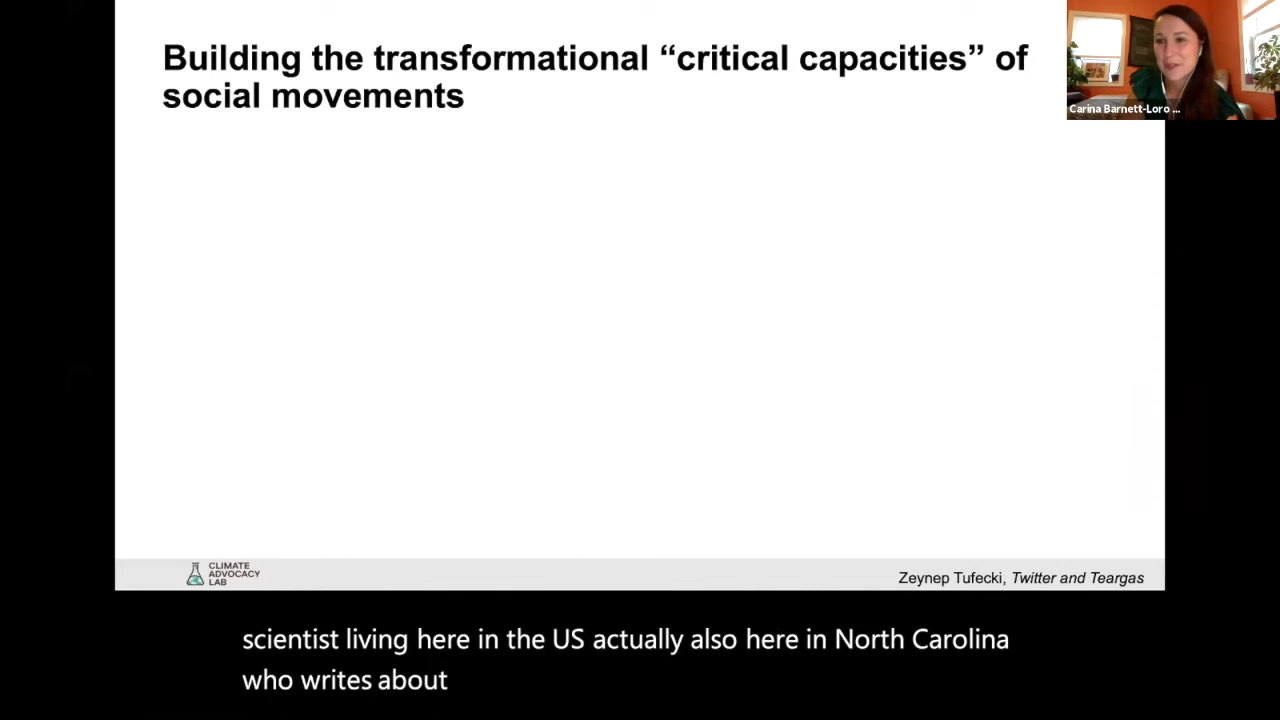 Building the transformational “critical capacities” of
social movements
Carina Barnett-Loro ...
CLIMATE
ADVOCACY
LAB
Zeynep Tufecki, Twitter and Teargas
scientist living here in the US actually also here in North Carolina
who writes about